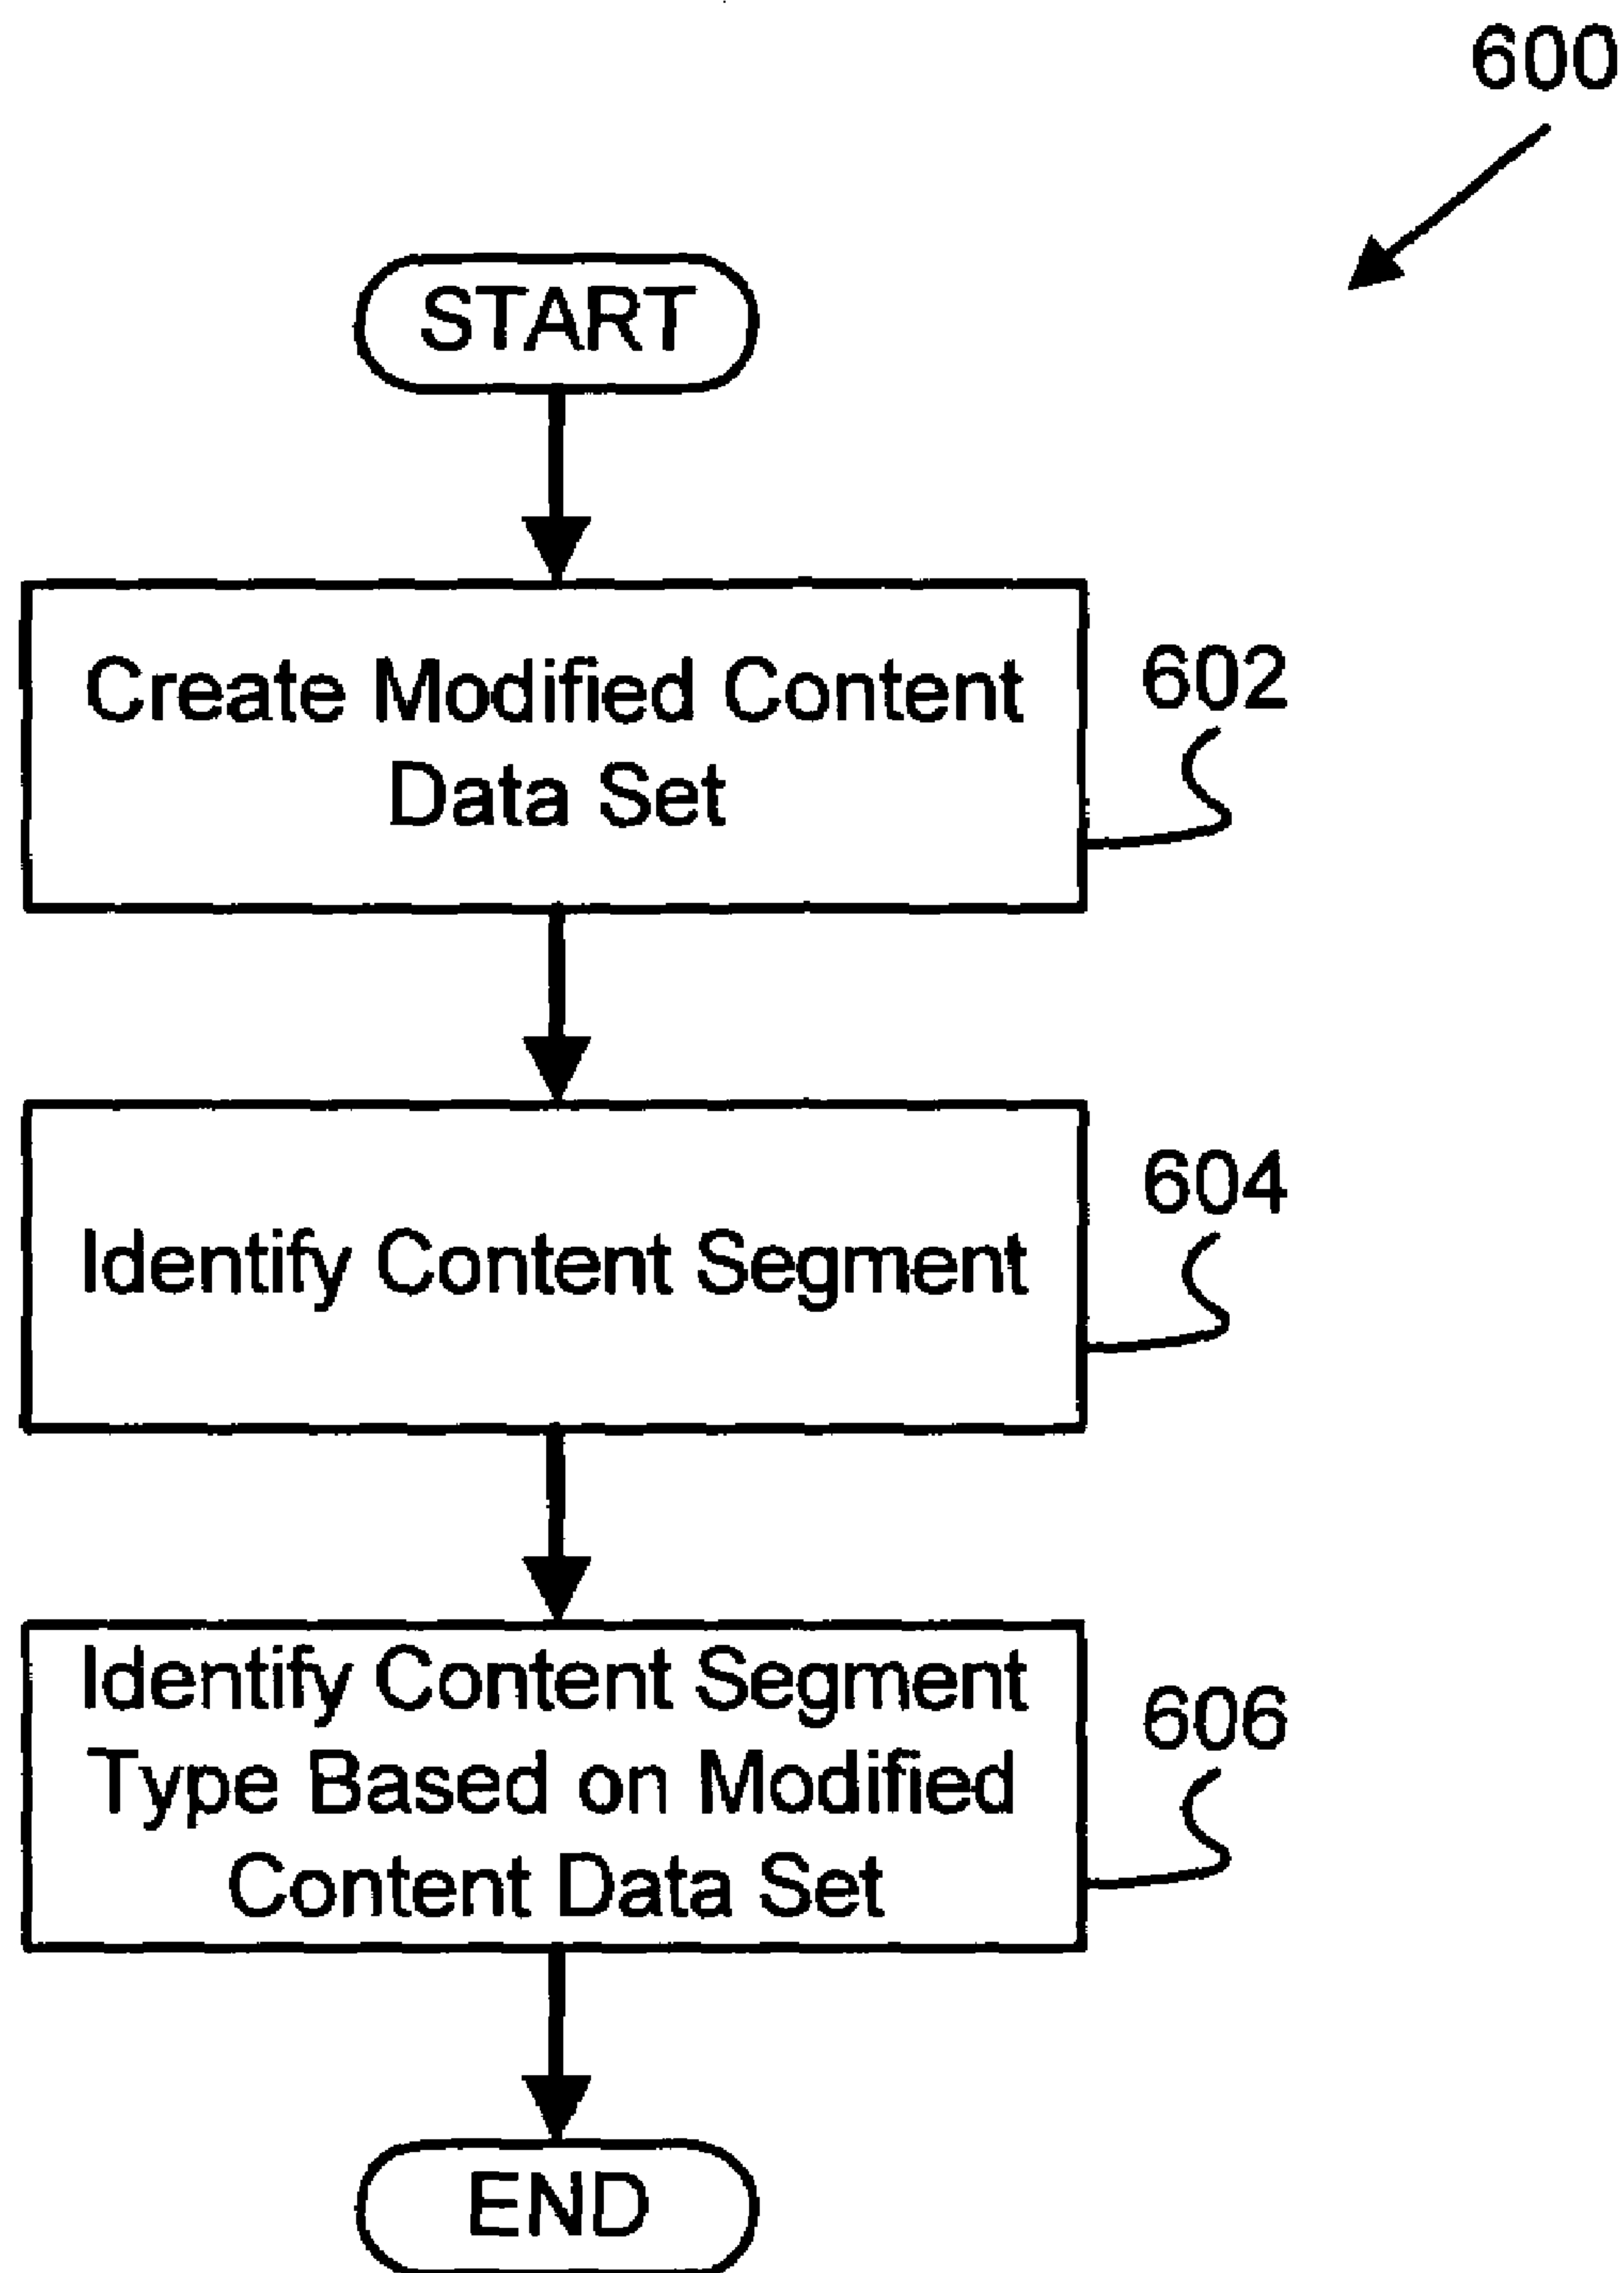 600
START
Create Modified Content
Data Set
602
Identify Content Segment
604
Identify Content Segment
Type Based on Modified
Content Data Set
606
END